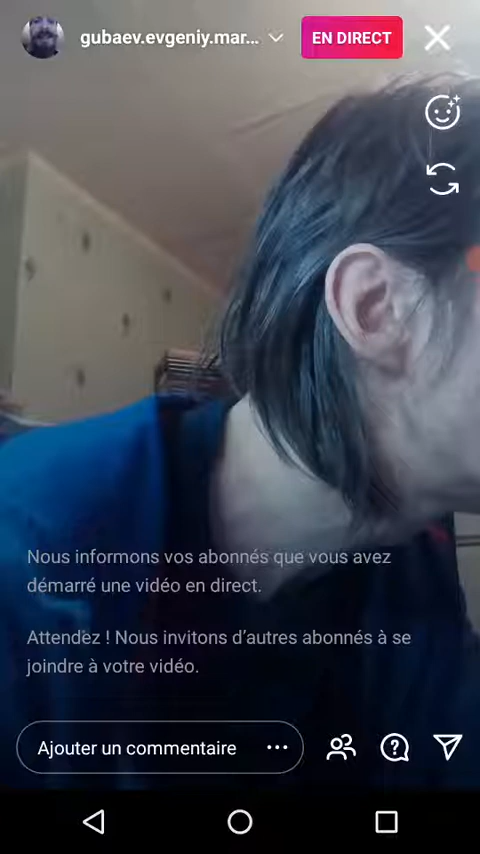 gubaev.evgeniy.mar...
EN DIRECT
Nous informons vos abonnés que vous avez
démarré une vidéo en direct.
Attendez ! Nous invitons d’autres abonnés à se
joindre à votre vidéo.
Ajouter un commentaire